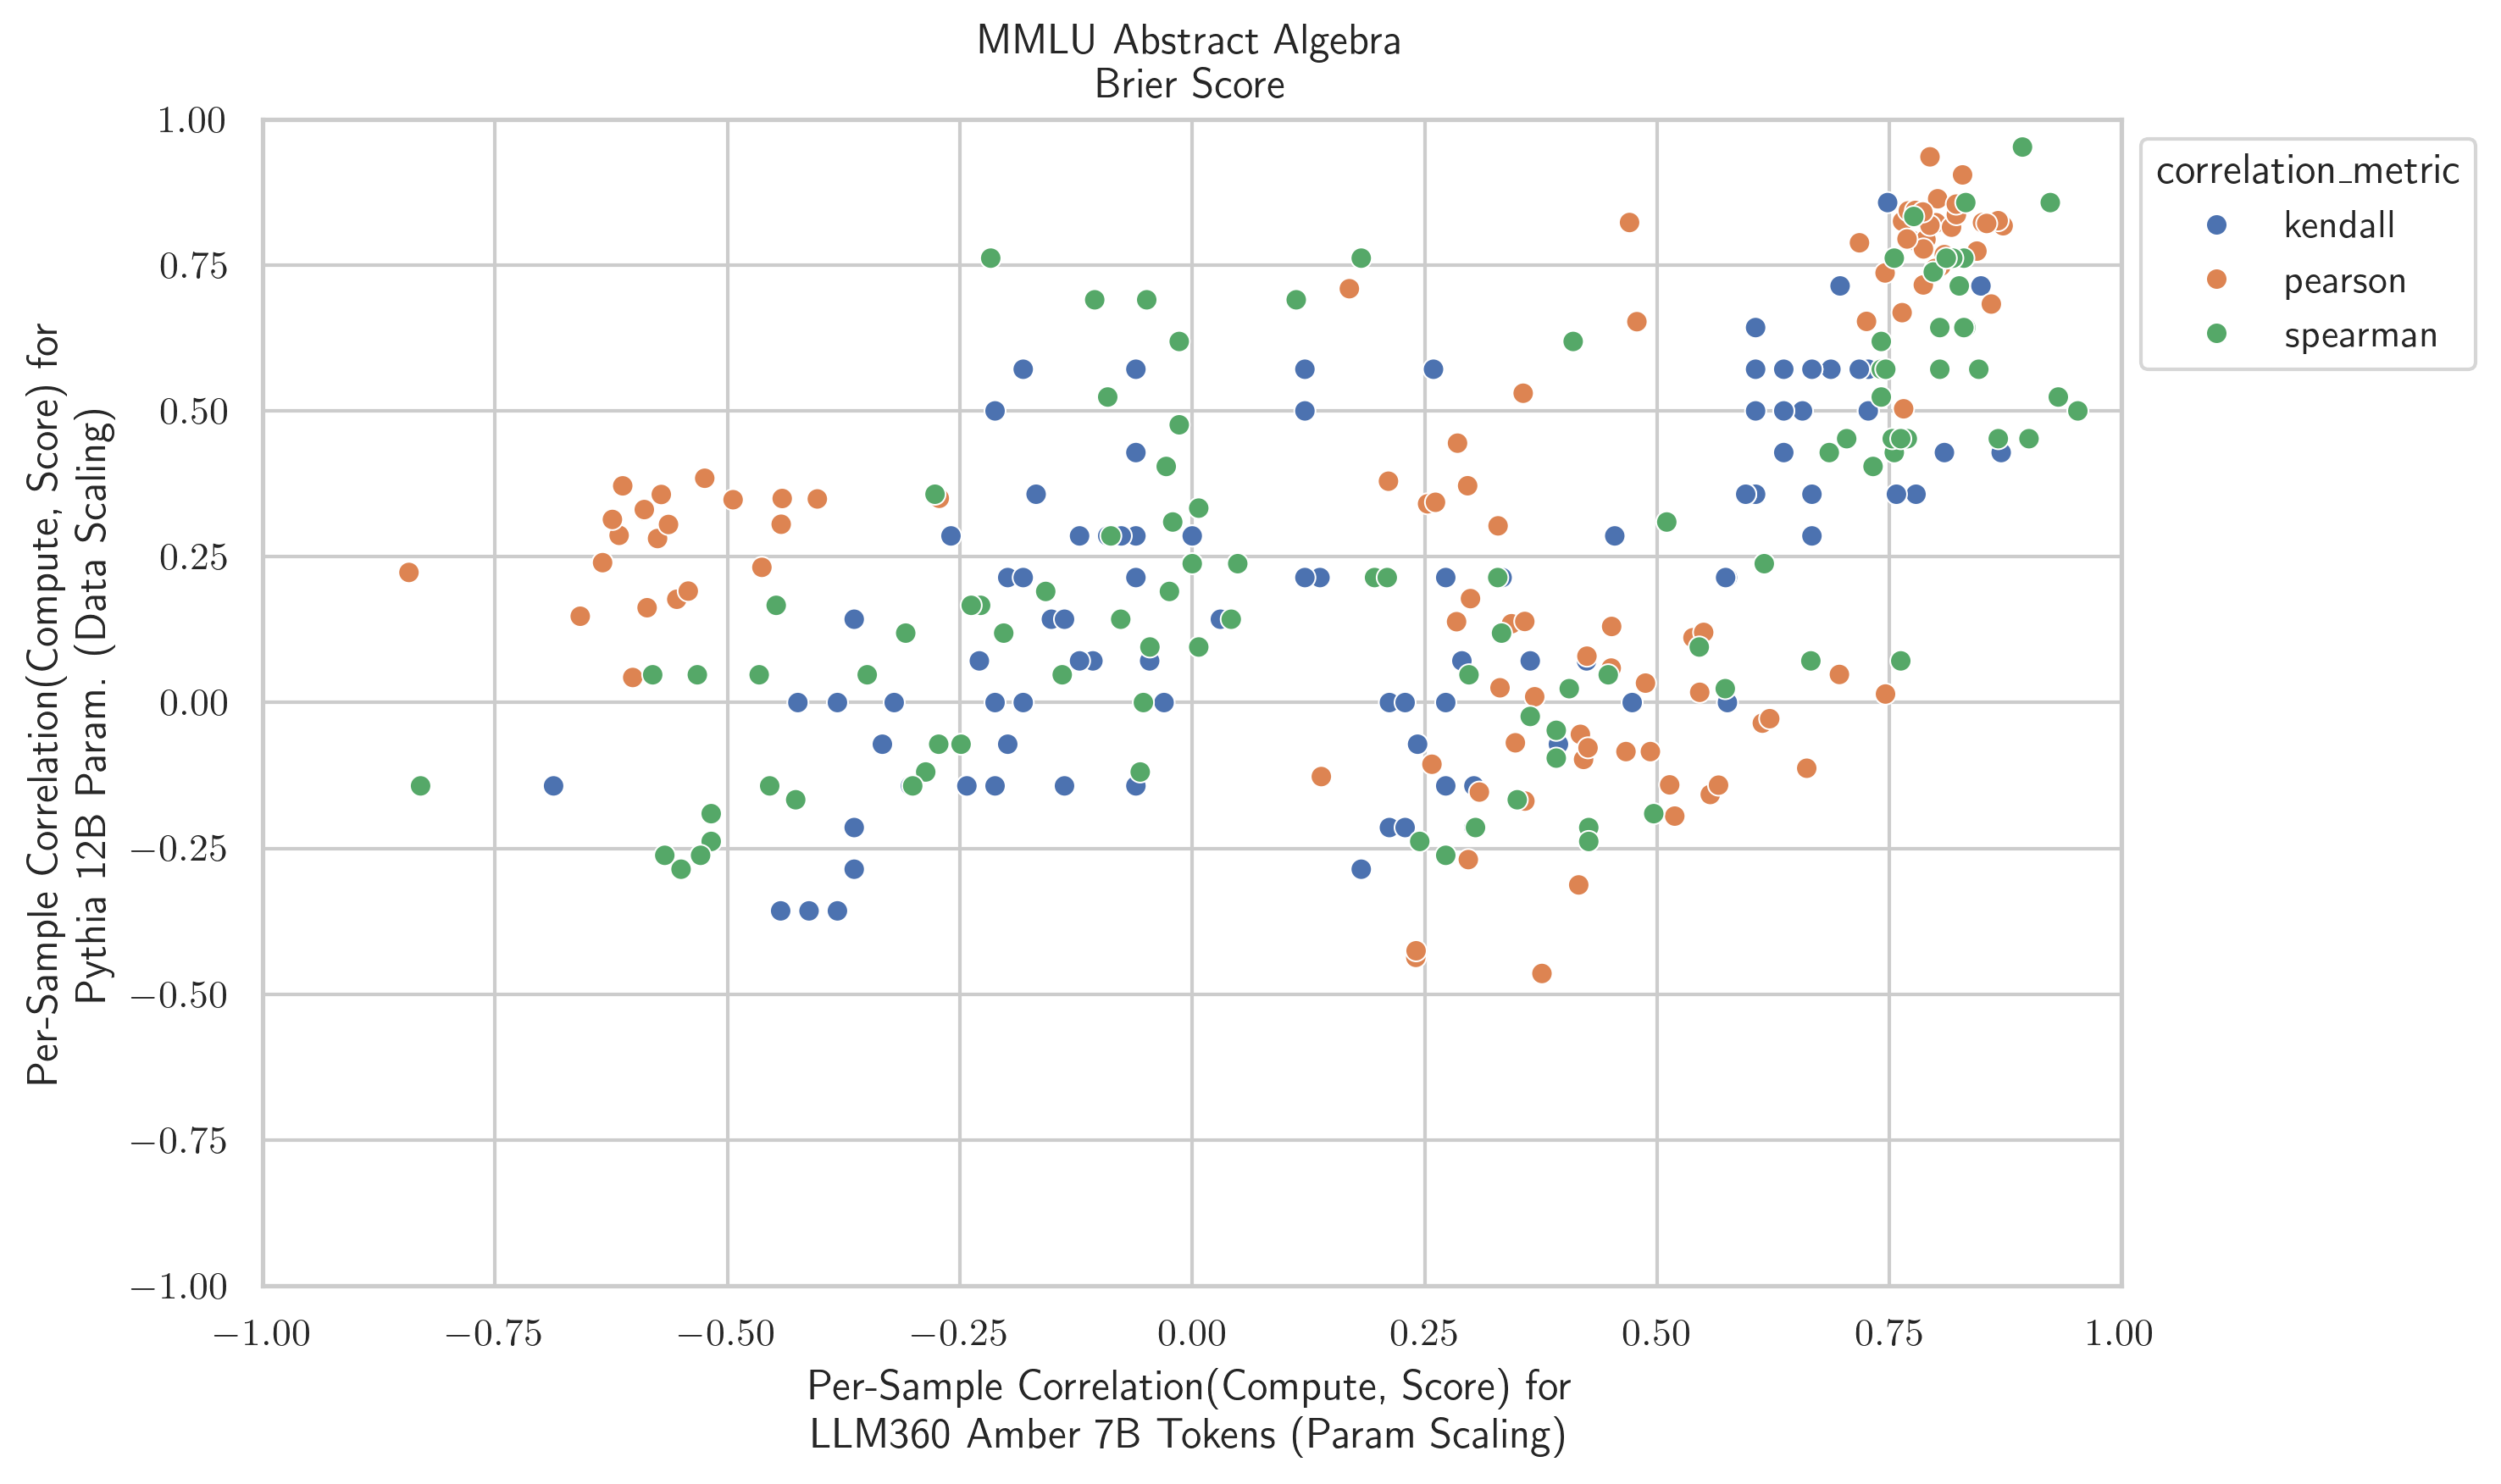 MMLU Abstract Algebra
Brier Score
Per-Sample Correlation(Compute, Score) for
Pythia 12B Param. (Data Scaling)
1.00
0.75
0.50
0.25
0.00
−0.25
−0.50
−0.75
−1.00
−1.00
−0.75
−0.50
−0.25
0.00
0.25
0.50
0.75
1.00
Per-Sample Correlation(Compute, Score) for
LLM360 Amber 7B Tokens (Param Scaling)
correlation_metric
kendall
pearson
spearman